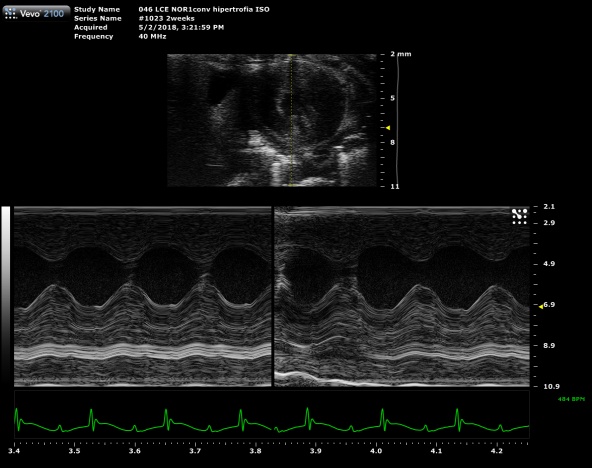 Vevo 2100
Study Name 046 LCE NOR1conv hipertrofia ISO
Series Name #1023 2weeks
Acquired 5/2/2018, 3:21:59 PM
Frequency 40 MHz
2 mm
5
8
11
2.1
2.9
4.9
6.9
8.9
10.9
484 BPM
3.4 3.5 3.6 3.7 3.8 3.9 4.0 4.1 4.2